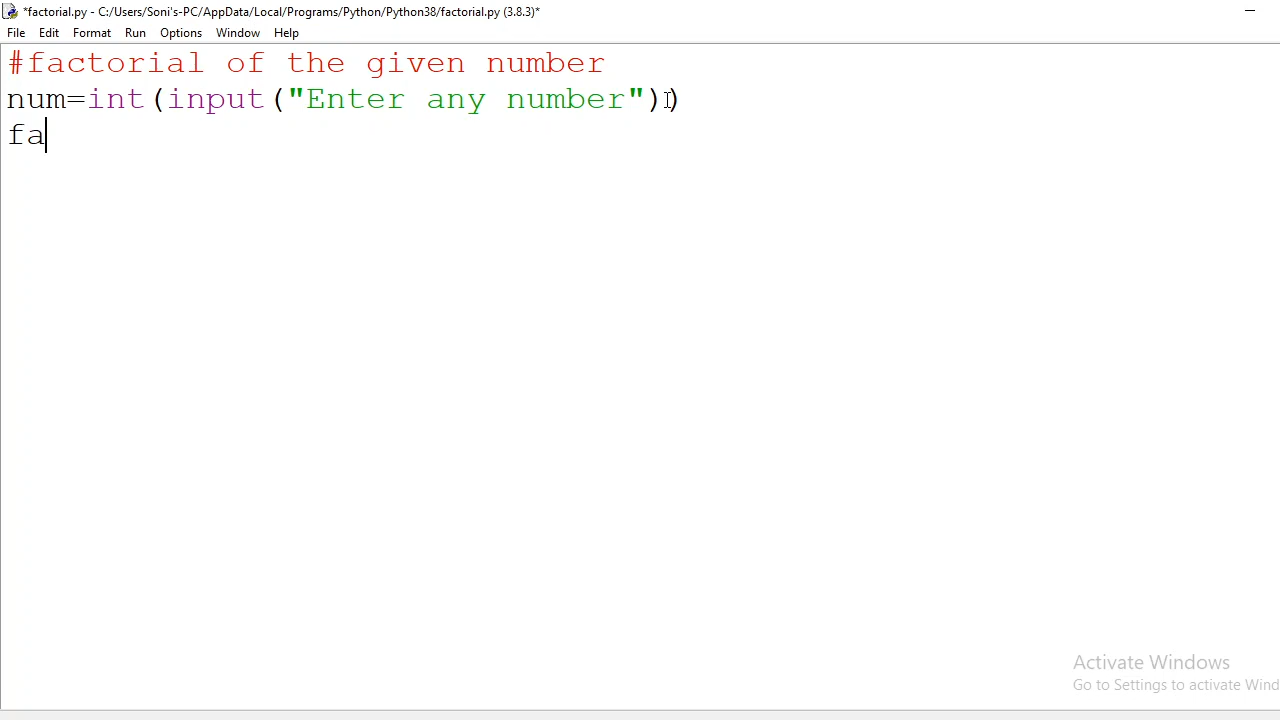 *factorial.py - C:/Users/Soni's-PC/AppData/Local/Programs/Python/Python38/factorial.py (3.8.3)*
File Edit Format Run Options Window Help
#factorial of the given number
num=int(input("Enter any number"))
fa
Activate Windows
Go to Settings to activate Wind